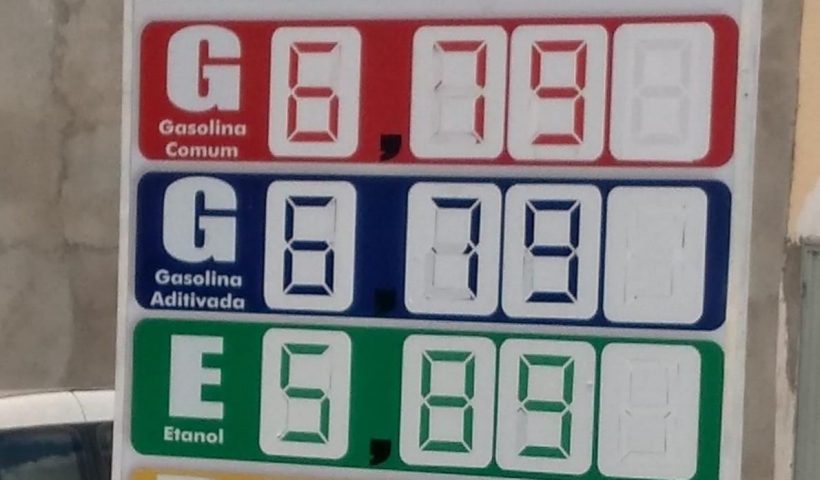 G 6,79
Gasolina
Comum
G 6,79
Gasolina
Aditivada
E 5,89
Etanol